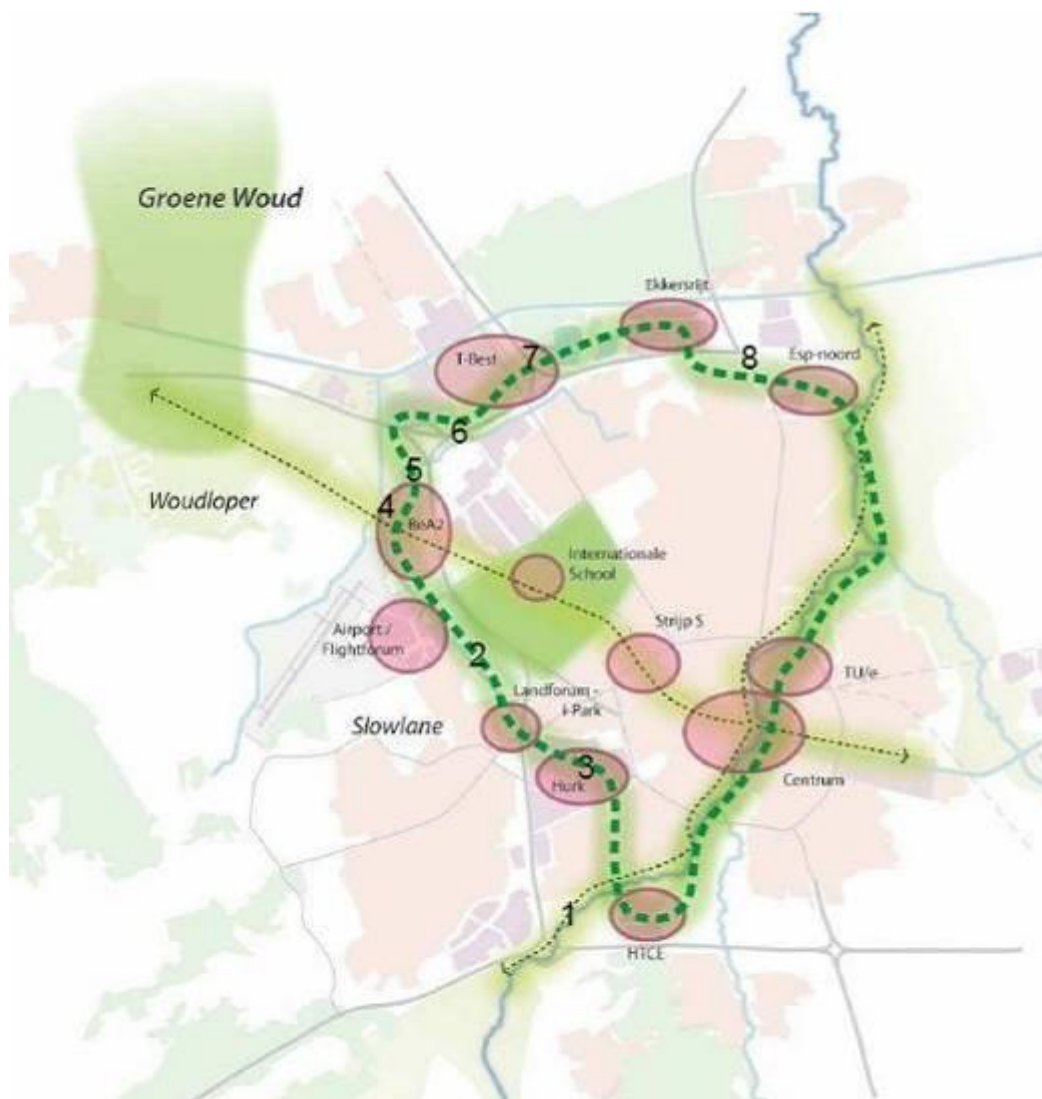 Groene Woud
Ekkersrijt
T-Best
7
8
Esp-noord
6
5
Woudloper
4
BeA2
Internationale
School
Airport /
Flightforum
2
Strijp S
TU/e
Landforum -
i-Park
Slowlane
3
Hurk
Centrum
1
HTCE